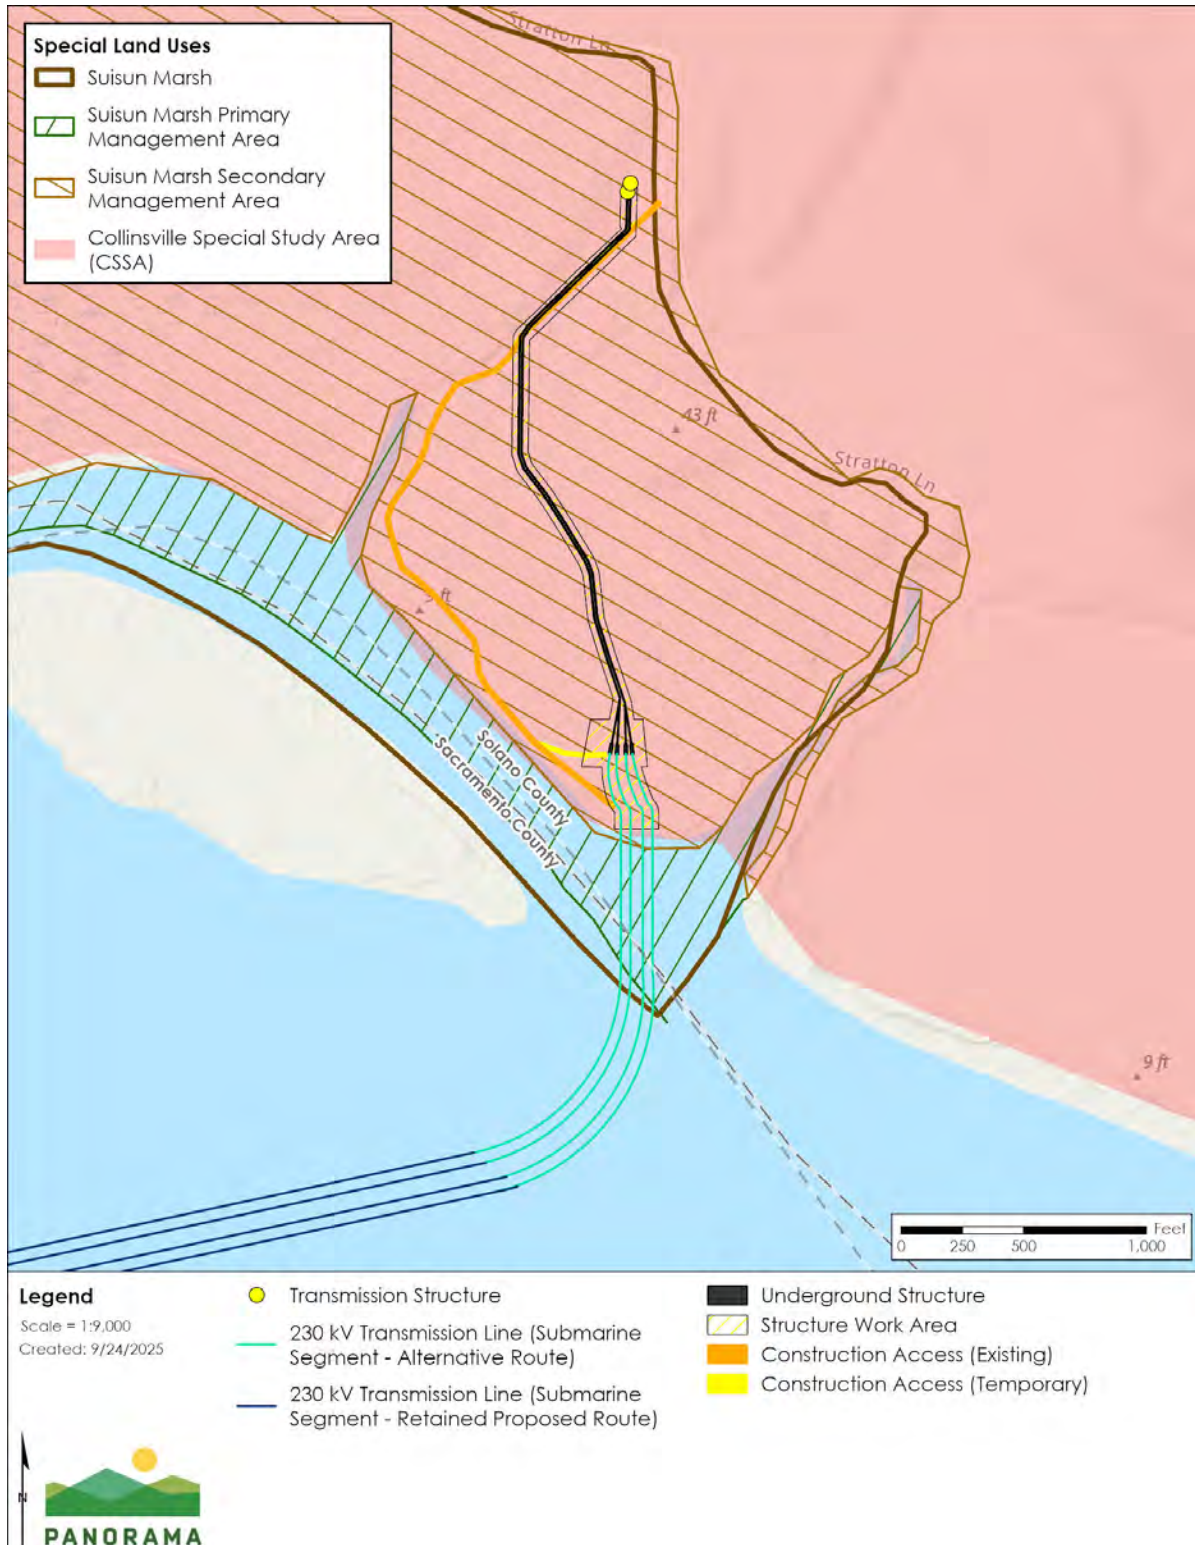 Special Land Uses
Suisun Marsh
Suisun Marsh Primary
Management Area
Suisun Marsh Secondary
Management Area
Collinsville Special Study Area
(CSSA)
Stratton Ln
43 ft
Stratton Ln
ft
Solano County
Sacramento County
9 ft
Feet
0 250 500 1,000
Legend
Scale = 1:9,000
Created: 9/24/2025
Transmission Structure
230 kV Transmission Line (Submarine
Segment - Alternative Route)
230 kV Transmission Line (Submarine
Segment - Retained Proposed Route)
Underground Structure
Structure Work Area
Construction Access (Existing)
Construction Access (Temporary)
N
PANORAMA